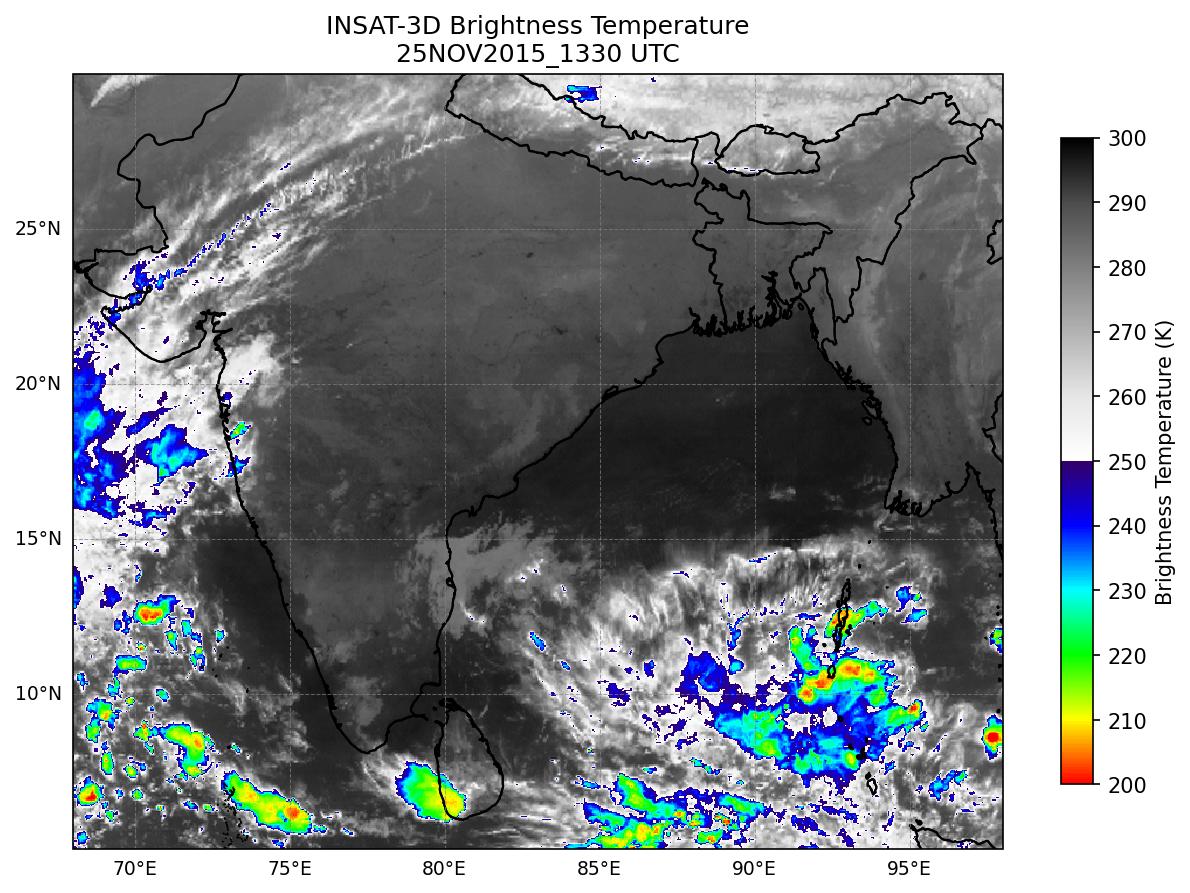 INSAT-3D Brightness Temperature
25NOV2015_1330 UTC
25°N
20°N
15°N
10°N
70°E
75°E
80°E
85°E
90°E
95°E
300
290
280
270
260
250
240
230
220
210
200
Brightness Temperature (K)